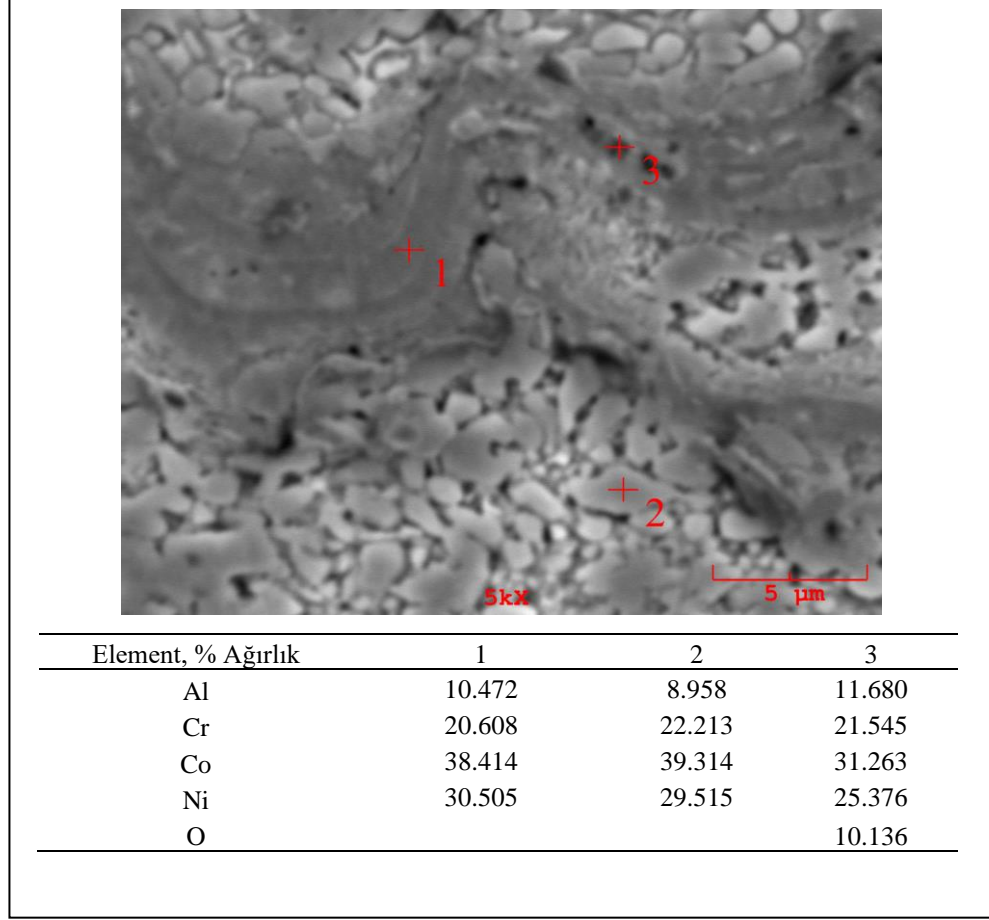 3
1
2
5kX
5 µm
Element, % Ağırlık 1 2 3
Al 10.472 8.958 11.680
Cr 20.608 22.213 21.545
Co 38.414 39.314 31.263
Ni 30.505 29.515 25.376
O 10.136